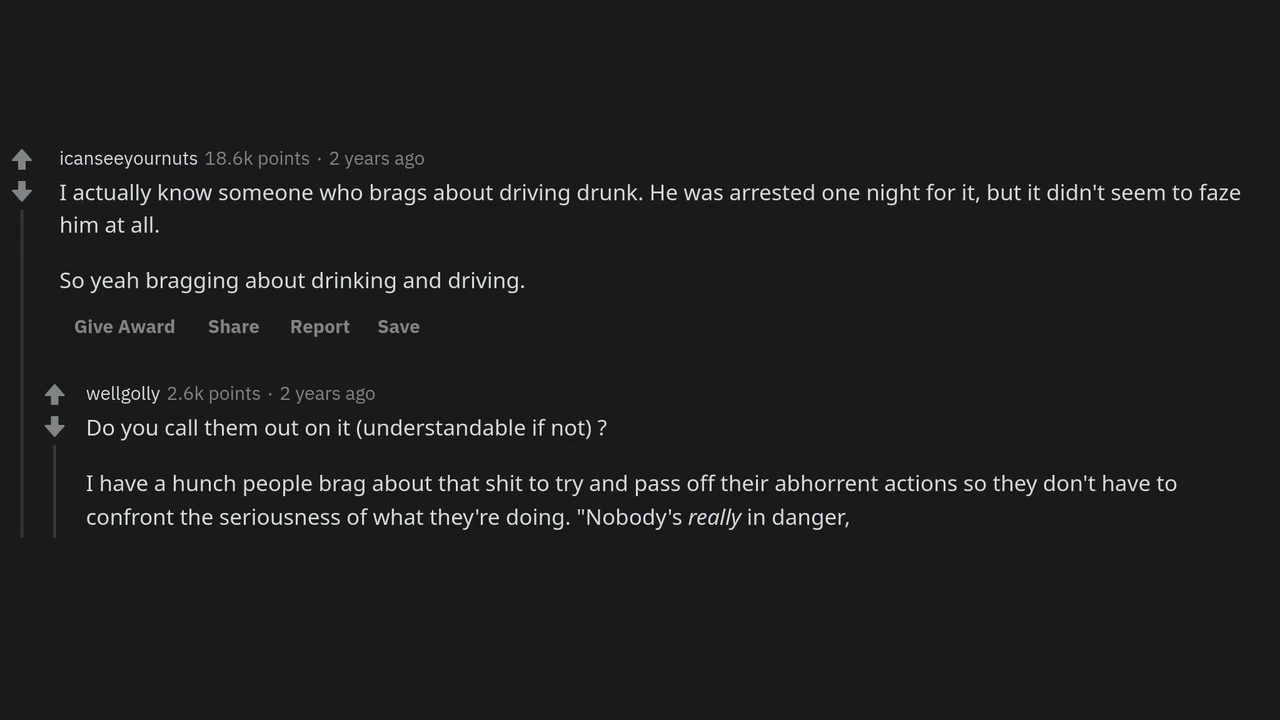 icanseeyournuts 18.6k points · 2 years ago
I actually know someone who brags about driving drunk. He was arrested one night for it, but it didn't seem to faze
him at all.
So yeah bragging about drinking and driving.
Give Award Share Report Save
wellgolly 2.6k points · 2 years ago
Do you call them out on it (understandable if not) ?
I have a hunch people brag about that shit to try and pass off their abhorrent actions so they don't have to
confront the seriousness of what they're doing. "Nobody's really in danger,